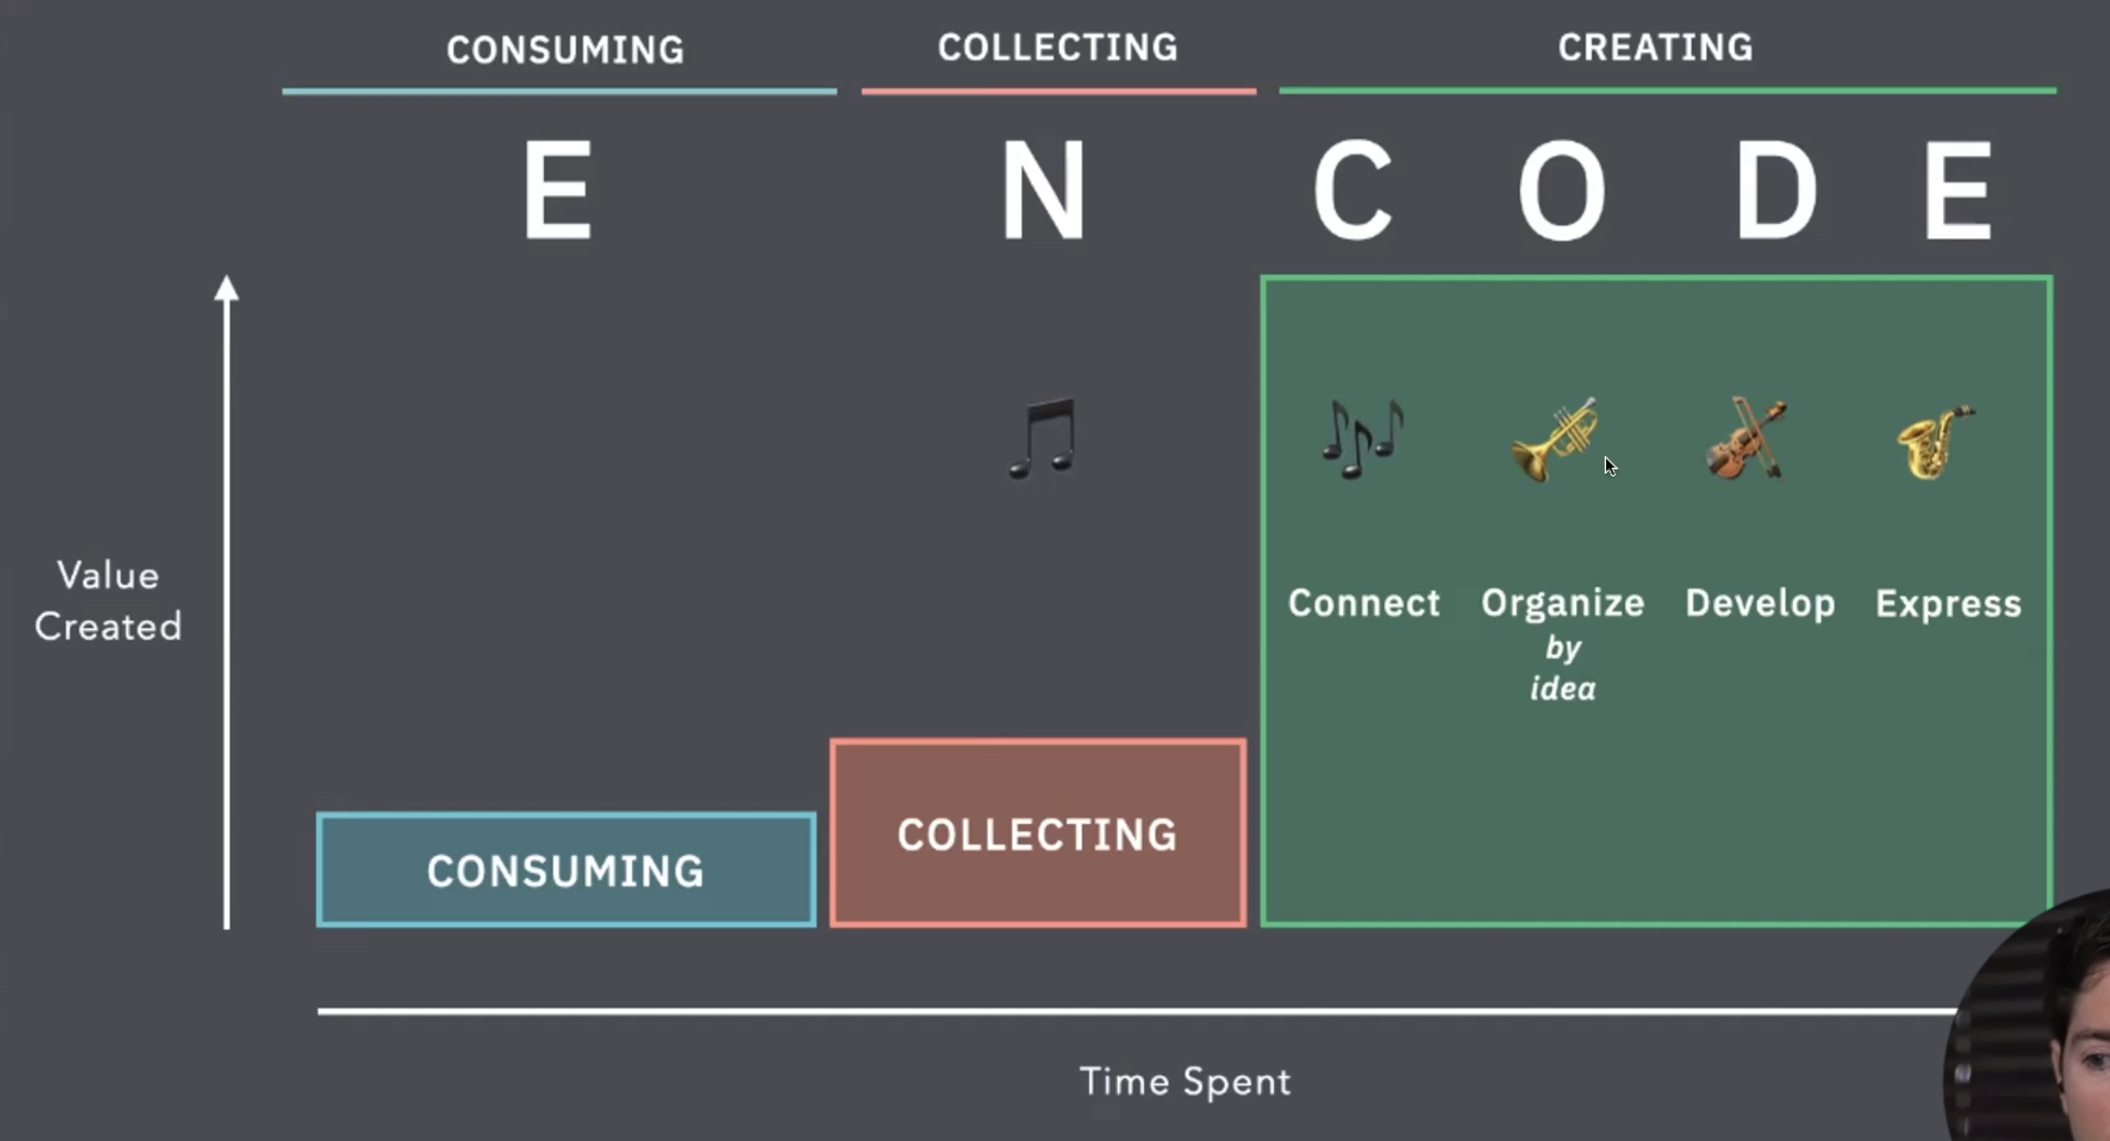 CONSUMING
COLLECTING
CREATING
E N C O D E
Value
Created
Connect
Organize
by
idea
Develop
Express
COLLECTING
CONSUMING
Time Spent